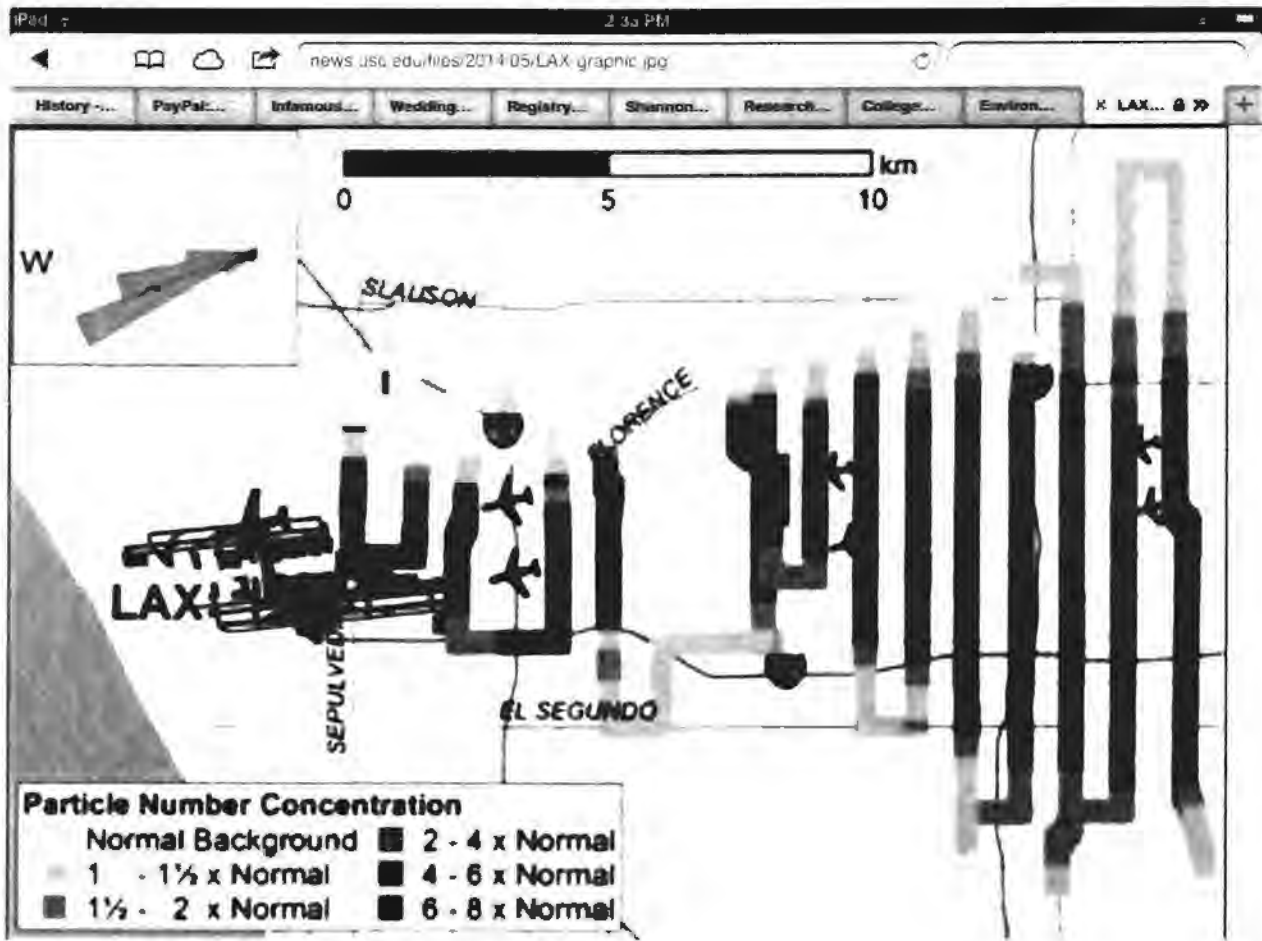 iPad
2:33 PM
news.usc.edu/files/2014/05/LAX-graphic.jpg
History -...
PayPal:...
Infamous...
Wedding...
Registry...
Shannon...
Research...
College...
Environ...
× LAX...
km
0 5 10
W
SLAUSON
FLORENCE
LAX
SEPULVEDA
EL SEGUNDO
Particle Number Concentration
Normal Background
1 - 1½ x Normal
1½ - 2 x Normal
2 - 4 x Normal
4 - 6 x Normal
6 - 8 x Normal